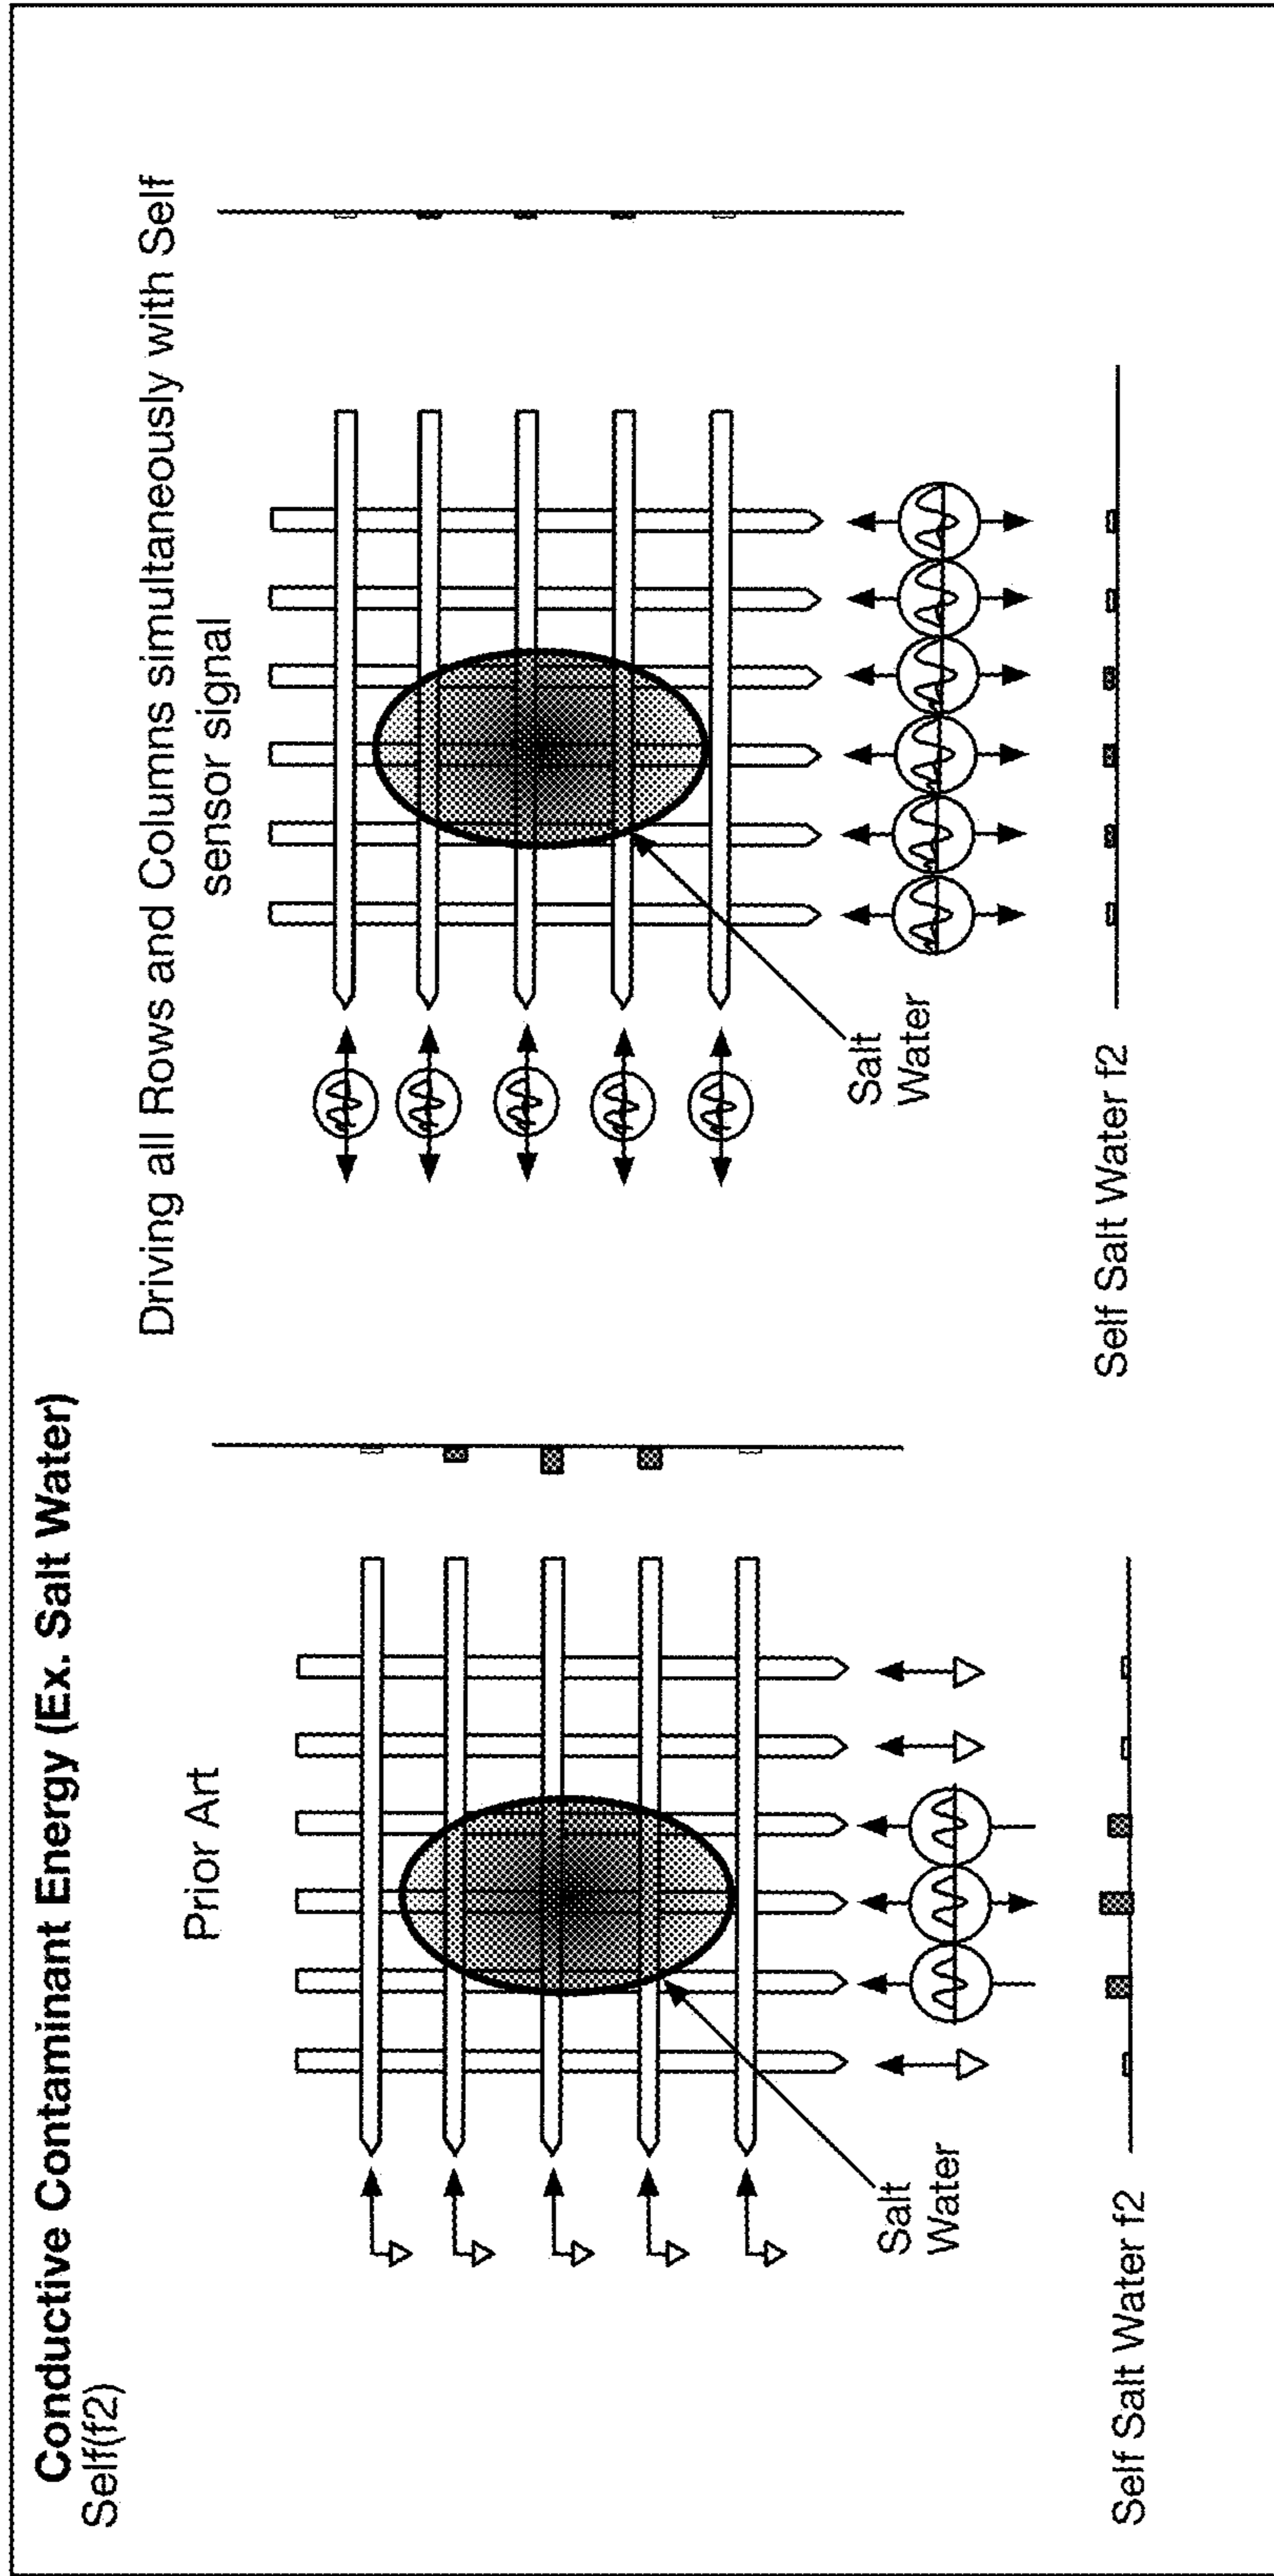 Conductive Contaminant Energy (Ex. Salt Water)
Self(f2)
Prior Art
Salt
Water
Self Salt Water f2
Driving all Rows and Columns simultaneously with Self
sensor signal
Salt
Water
Self Salt Water f2